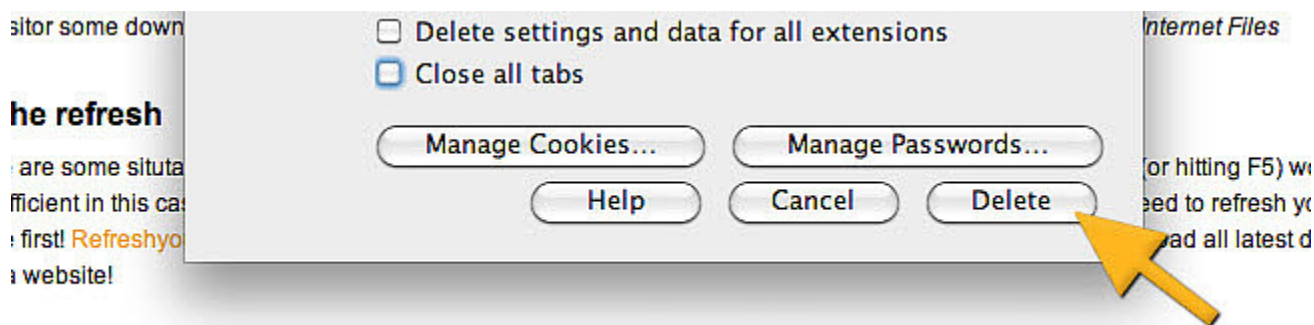 sitor some down
Delete settings and data for all extensions
Internet Files
Close all tabs
he refresh
Manage Cookies...
Manage Passwords...
are some situta
(or hitting F5) wo
fficient in this cas
Help
Cancel
Delete
eed to refresh yo
first! Refreshyo
ad all latest d
a website!